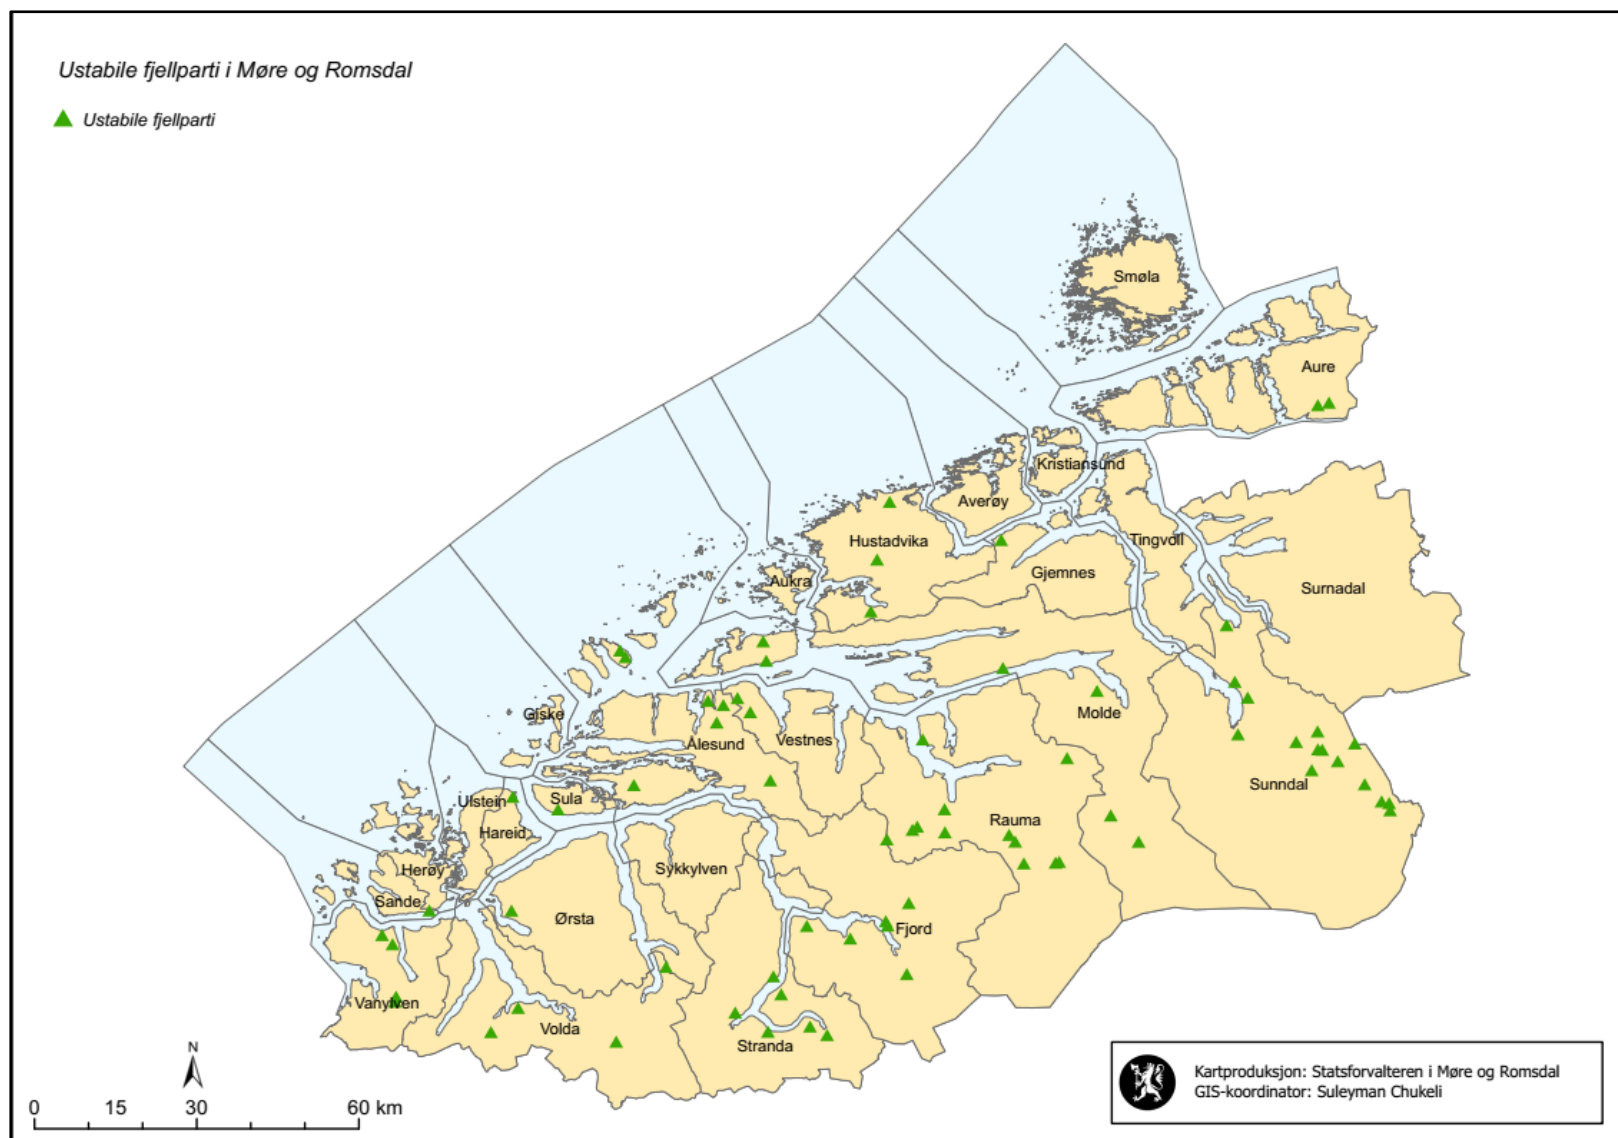 Ustabile fjellparti i Møre og Romsdal
Ustabile fjellparti
Smøla
Aure
Kristiansund
Averøy
Hustadvika
Tingvoll
Gjemnes
Aukra
Surnadal
Molde
Giske
Ålesund
Vestnes
Sunndal
Ulstein
Sula
Hareid
Rauma
Herøy
Sykkylven
Sande
Ørsta
Fjord
Vanylven
Volda
Stranda
N
0 15 30 60 km
Kartproduksjon: Statsforvalteren i Møre og Romsdal
GIS-koordinator: Suleyman Chukeli